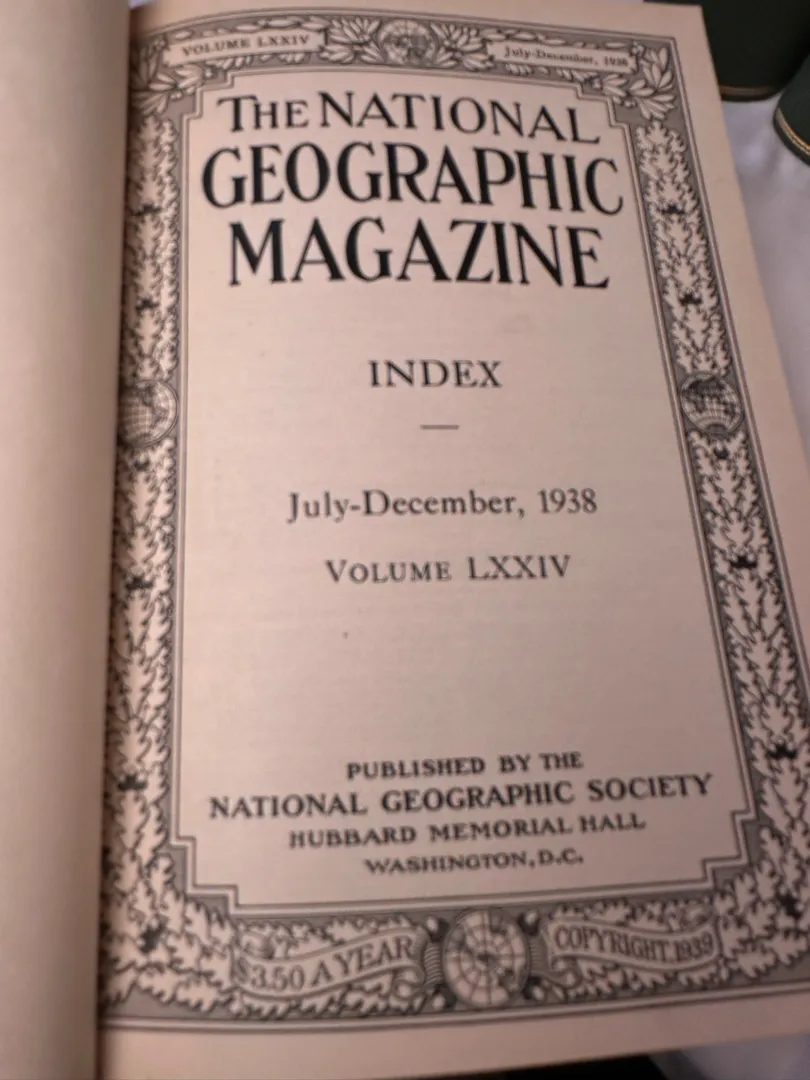 VOLUME LXXIV
July-December, 1938
THE NATIONAL
GEOGRAPHIC
MAGAZINE
INDEX
July-December, 1938
VOLUME LXXIV
PUBLISHED BY THE
NATIONAL GEOGRAPHIC SOCIETY
HUBBARD MEMORIAL HALL
WASHINGTON, D.C.
$3.50 A YEAR
COPYRIGHT 1939